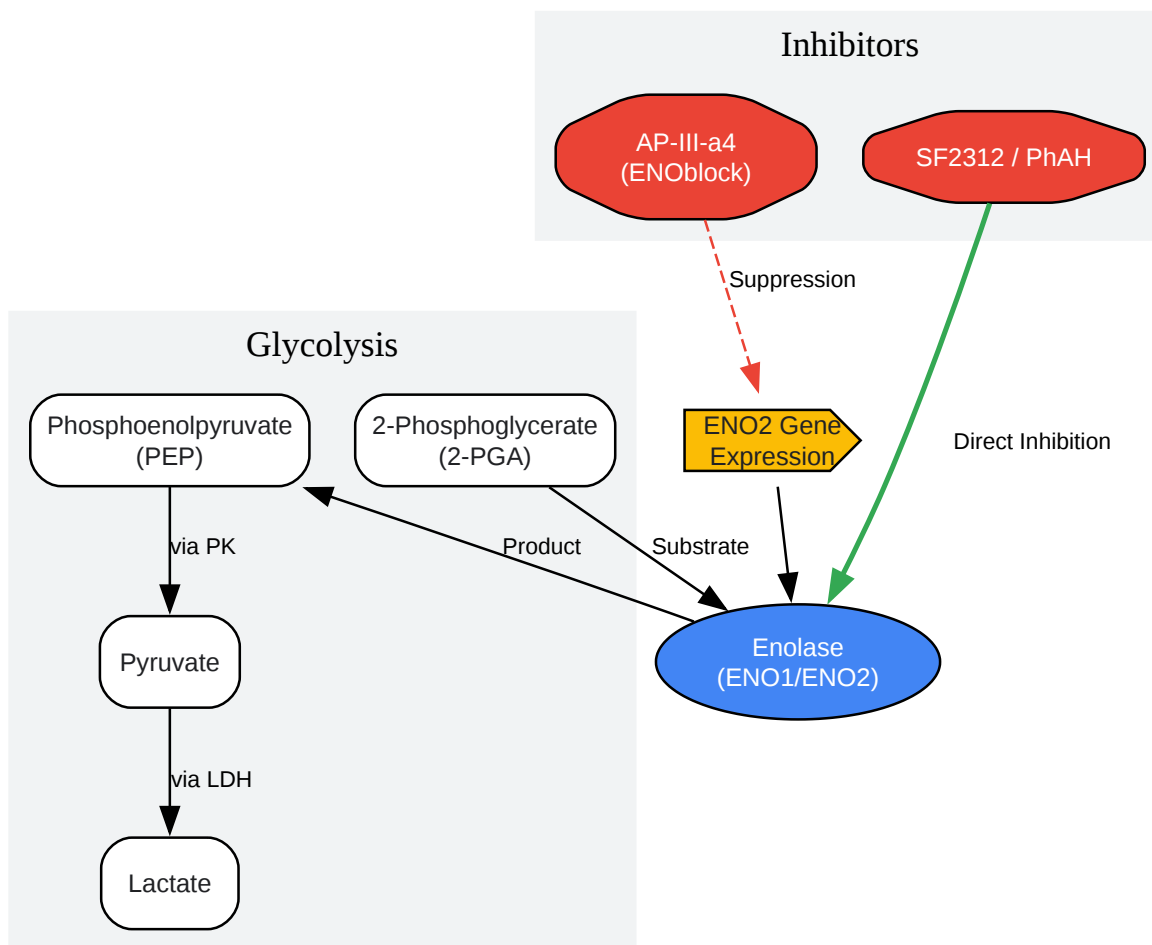 Inhibitors
AP-III-a4
(ENOblock)
SF2312 / PhAH
Suppression
Glycolysis
Phosphoenolpyruvate
(PEP)
2-Phosphoglycerate
(2-PGA)
ENO2 Gene
Expression
Direct Inhibition
via PK
Product
Substrate
Pyruvate
Enolase
(ENO1/ENO2)
via LDH
Lactate